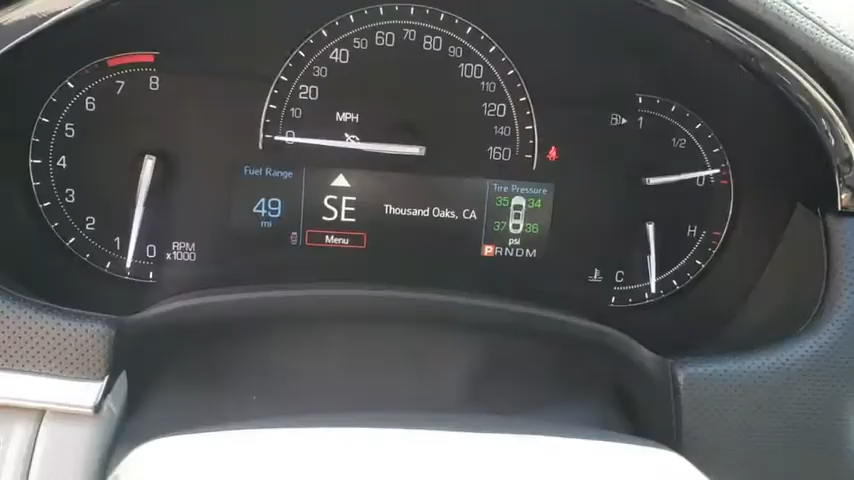 1 2 3 4 5 6 7 8
0
RPM
x1000
0 10 20 30 40 50 60 70 80 90 100 110 120 140 160
MPH
Fuel Range
49
mi
SE
Menu
Thousand Oaks, CA
Tire Pressure
35 34
37 36
psi
PRNDM
1
1/2
0
H
C